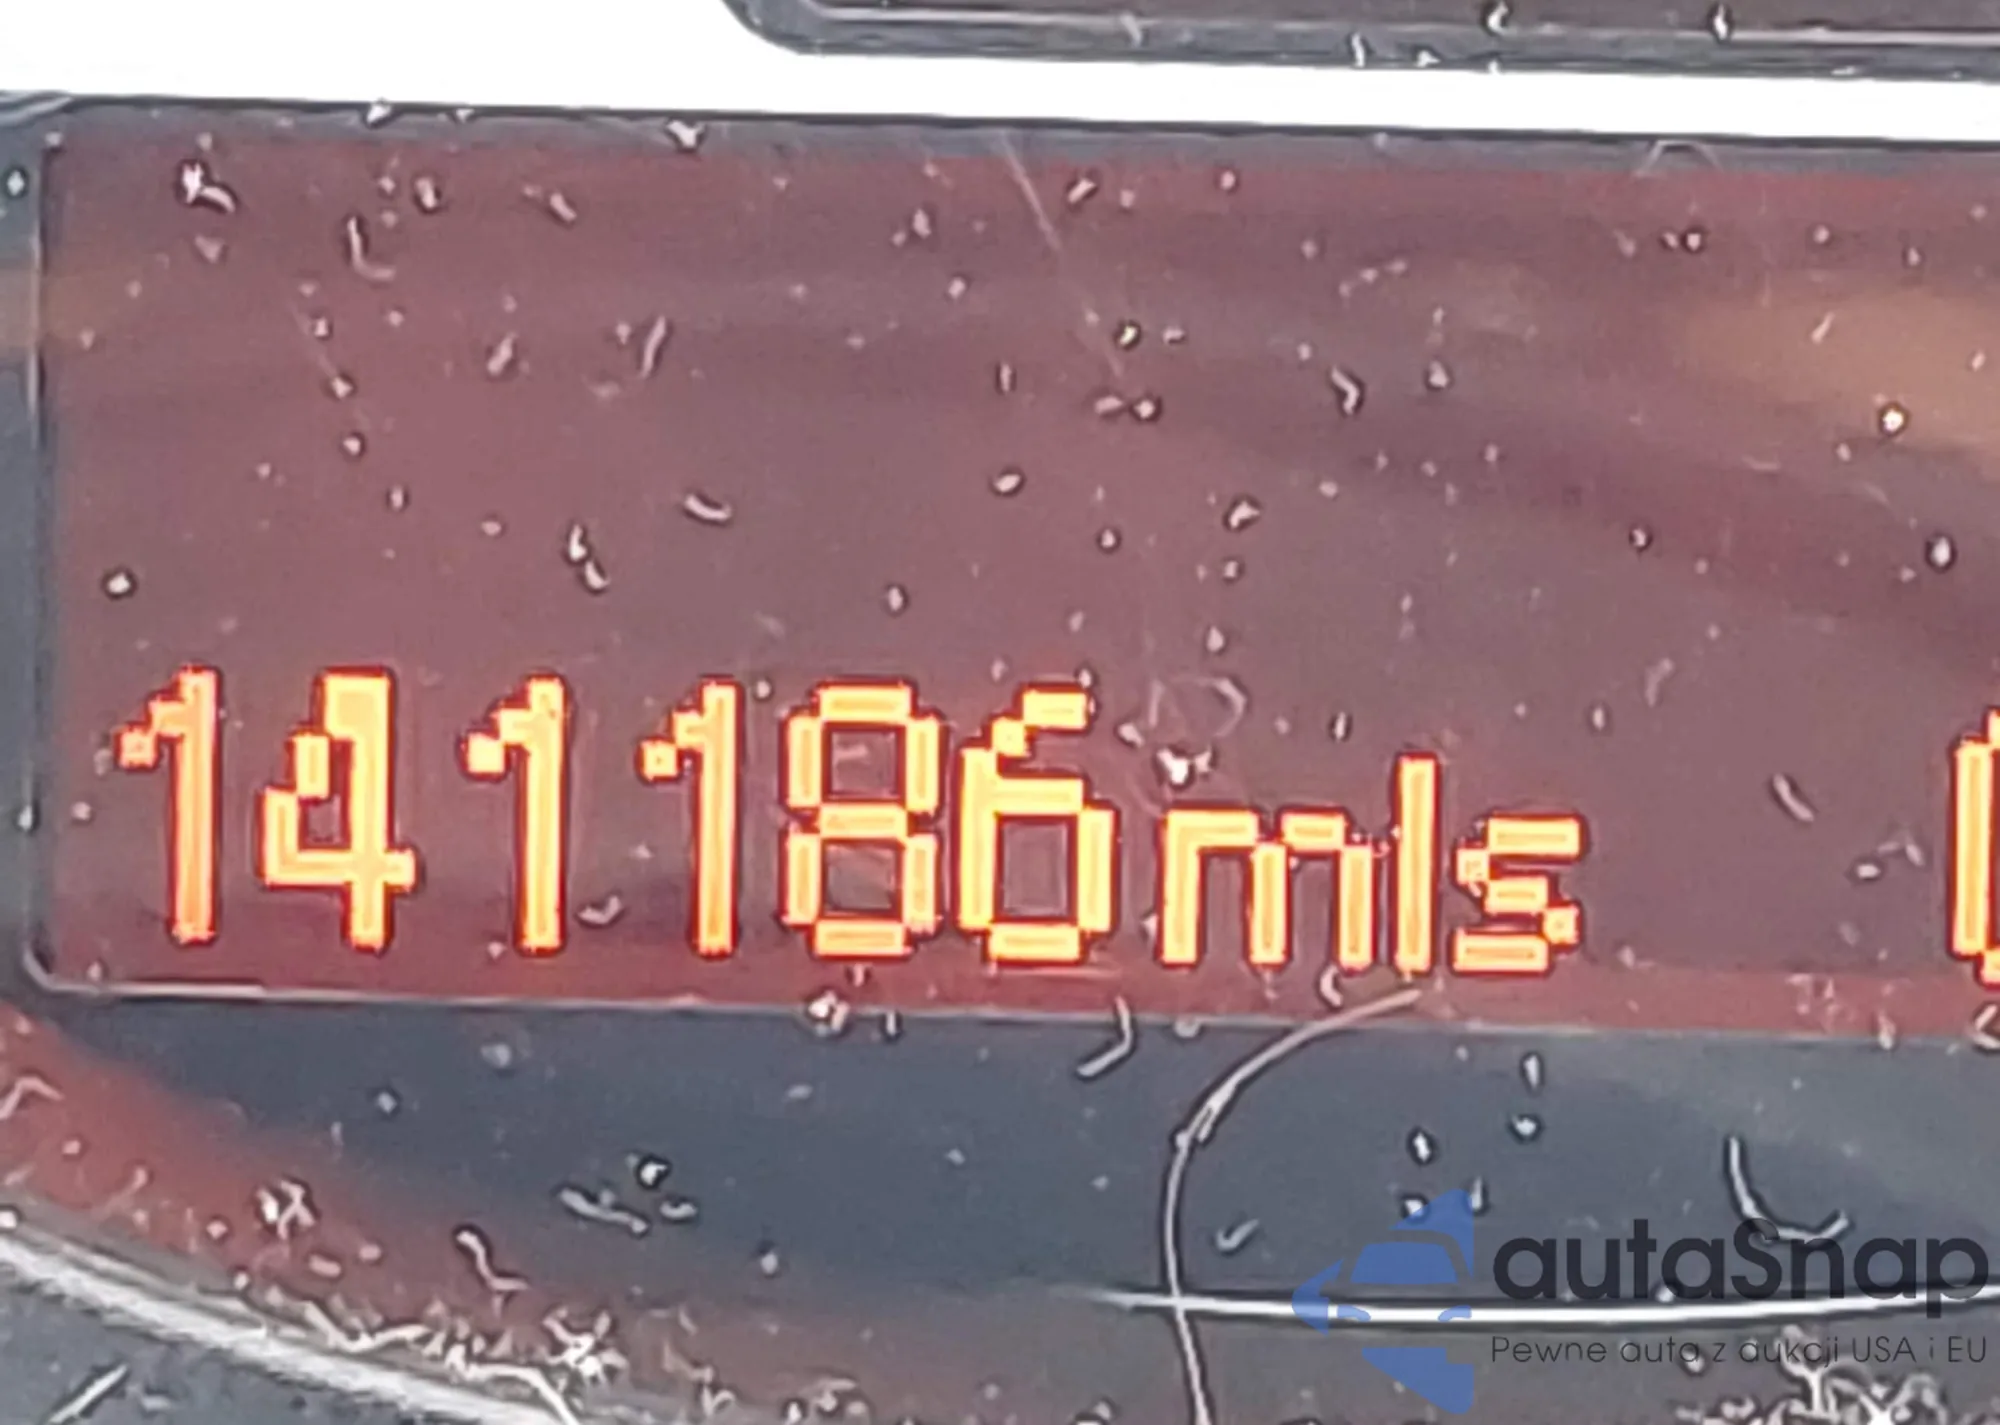 141186mls
autaSnap
Pewne auta z aukcji USA i EU